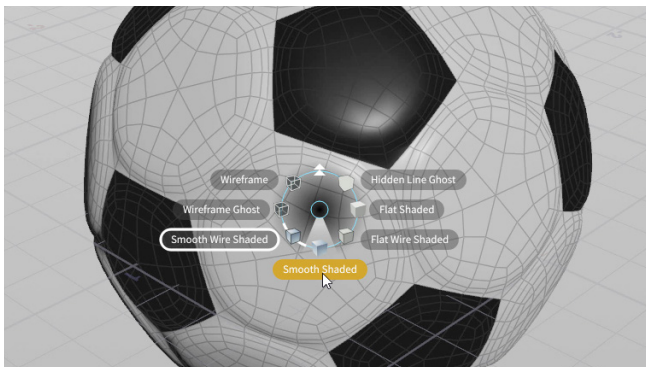 Wireframe
Hidden Line Ghost
Wireframe Ghost
Flat Shaded
Smooth Wire Shaded
Flat Wire Shaded
Smooth Shaded